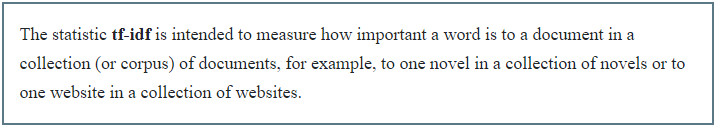 The statistic tf-idf is intended to measure how important a word is to a document in a
collection (or corpus) of documents, for example, to one novel in a collection of novels or to
one website in a collection of websites.